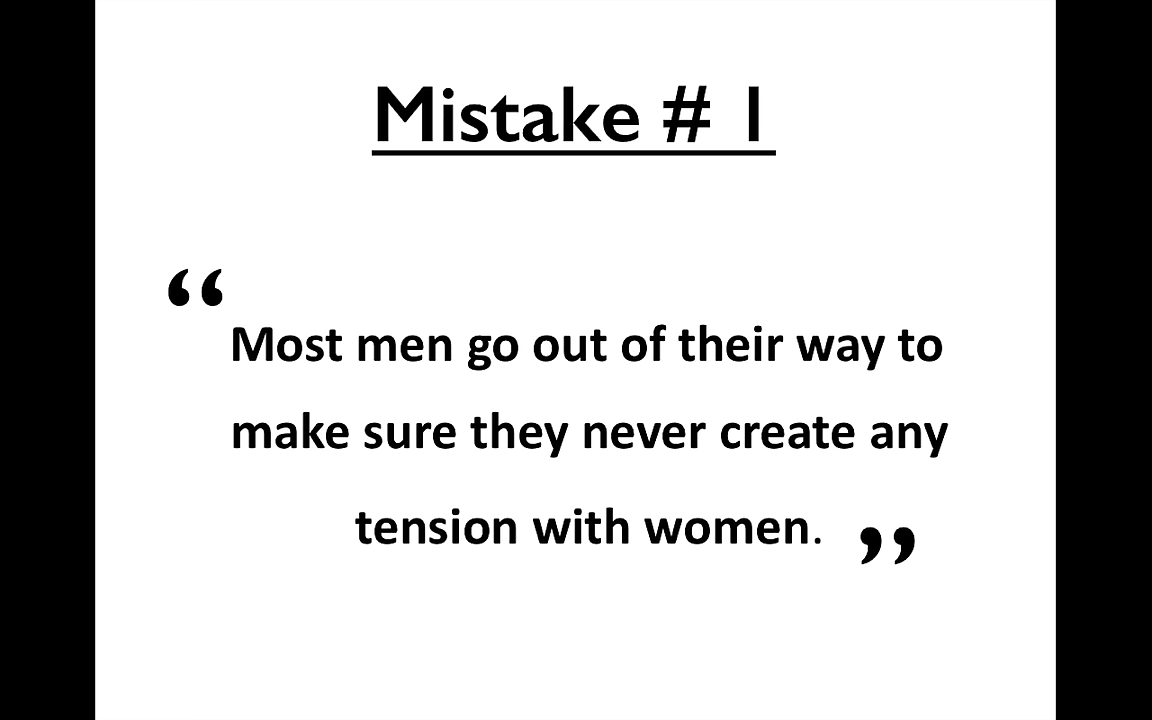 Mistake # 1
“
Most men go out of their way to
make sure they never create any
tension with women. ”